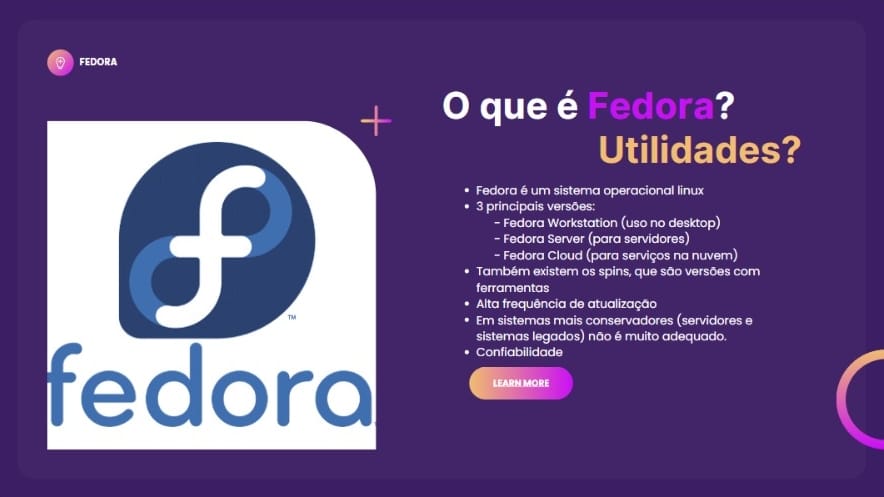 FEDORA
O que é Fedora?
Utilidades?
• Fedora é um sistema operacional linux
• 3 principais versões:
- Fedora Workstation (uso no desktop)
- Fedora Server (para servidores)
- Fedora Cloud (para serviços na nuvem)
• Também existem os spins, que são versões com
ferramentas
• Alta frequência de atualização
• Em sistemas mais conservadores (servidores e
sistemas legados) não é muito adequado.
• Confiabilidade
LEARN MORE
f
TM
fedora